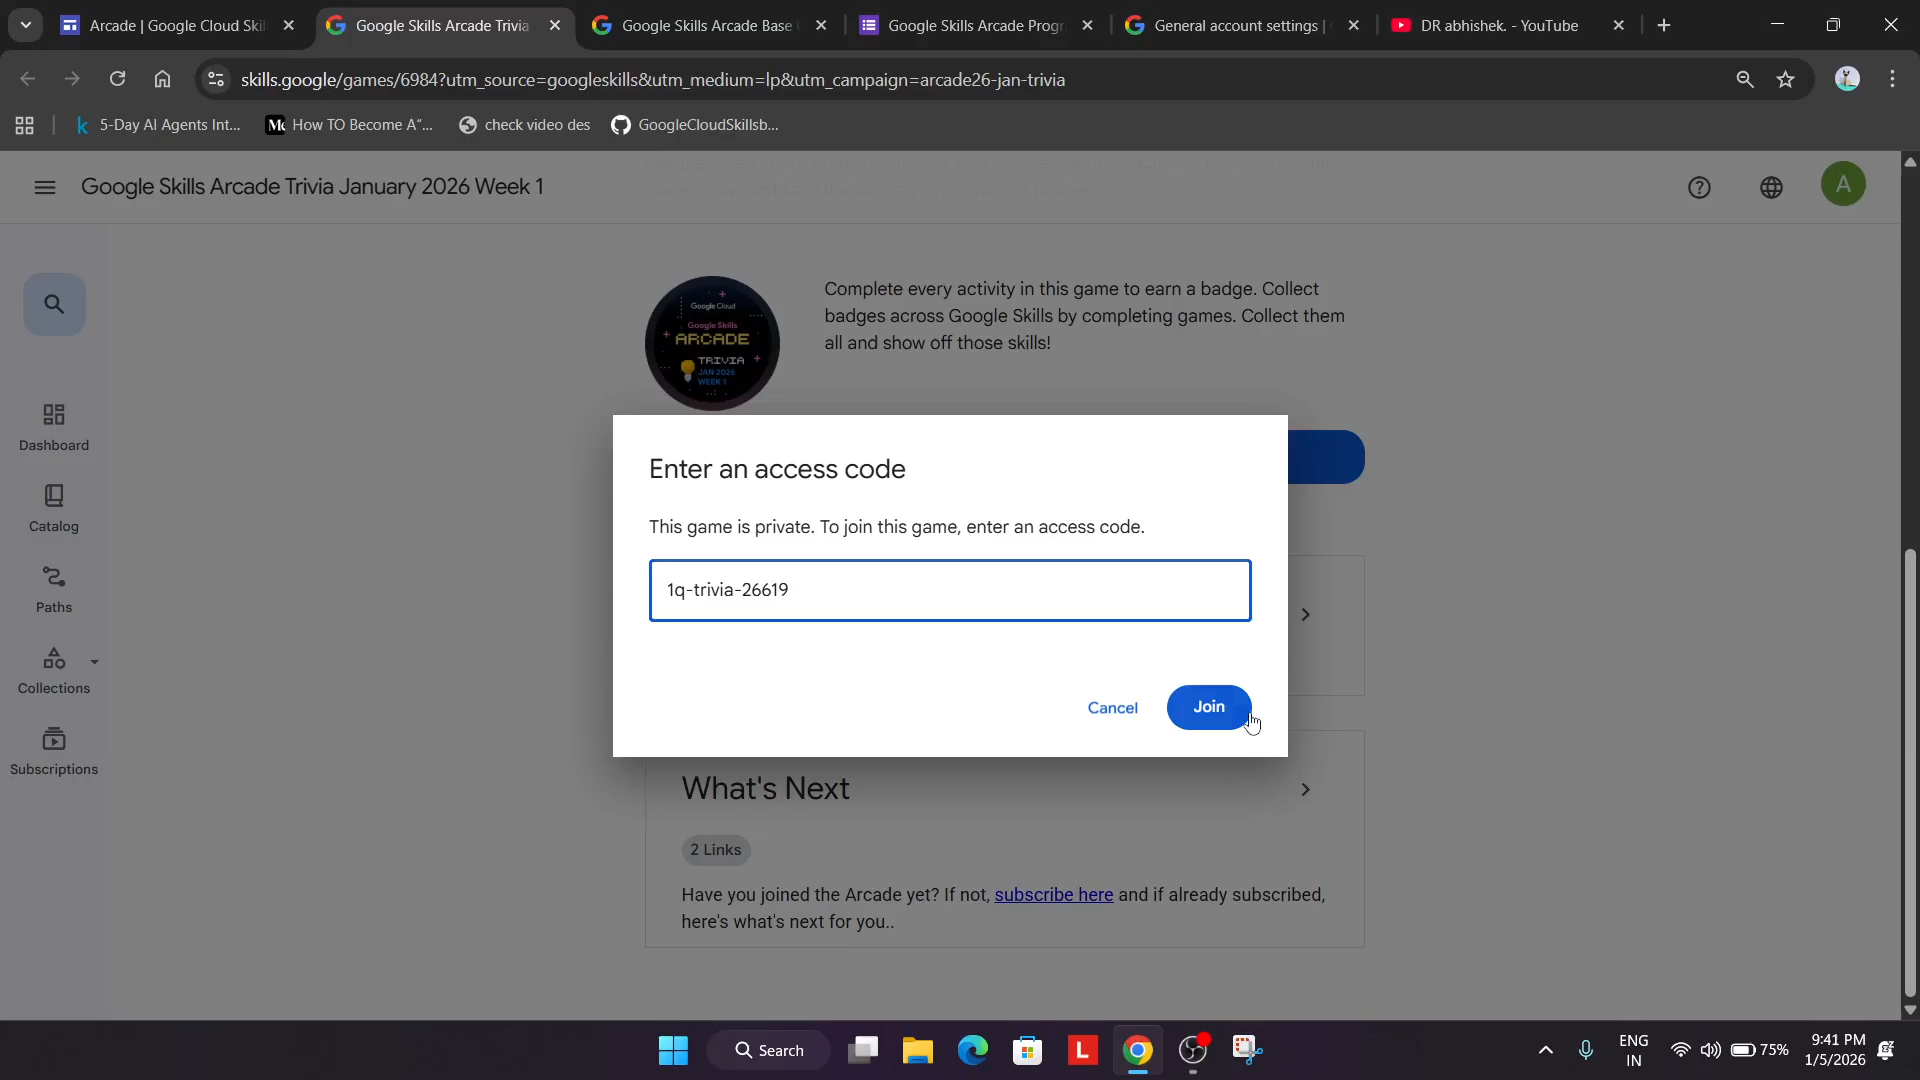 Arcade | Google Cloud Skil
Google Skills Arcade Trivia
Google Skills Arcade Base
Google Skills Arcade Progr
General account settings |
DR abhishek. - YouTube
skills.google/games/6984?utm_source=googleskills&utm_medium=lp&utm_campaign=arcade26-jan-trivia
5-Day AI Agents Int...
How TO Become A“...
check video des
GoogleCloudSkillsb...
Google Skills Arcade Trivia January 2026 Week 1
A
Dashboard
Catalog
Paths
Collections
Subscriptions
Google Cloud
Google Skills
ARCADE
TRIVIA
JAN 2026
WEEK 1
Complete every activity in this game to earn a badge. Collect
badges across Google Skills by completing games. Collect them
all and show off those skills!
Enter an access code
This game is private. To join this game, enter an access code.
1q-trivia-26619
Cancel
Join
What's Next
2 Links
Have you joined the Arcade yet? If not, subscribe here and if already subscribed,
here's what's next for you..
Search
L
ENG
IN
75%
9:41 PM
1/5/2026